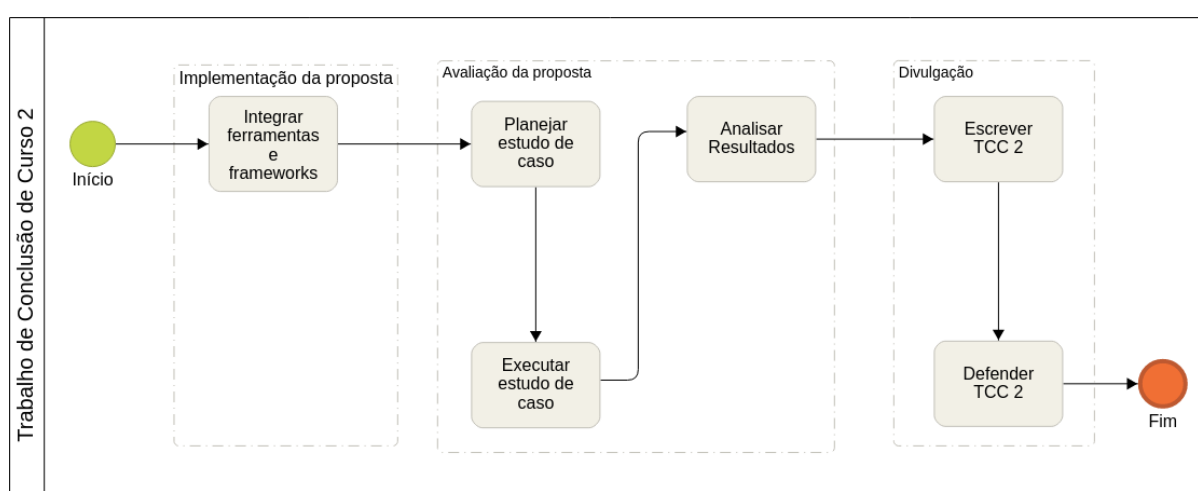 Trabalho de Conclusão de Curso 2
Início
Implementação da proposta
Integrar
ferramentas
e
frameworks
Avaliação da proposta
Planejar
estudo de
caso
Executar
estudo de
caso
Analisar
Resultados
Divulgação
Escrever
TCC 2
Defender
TCC 2
Fim